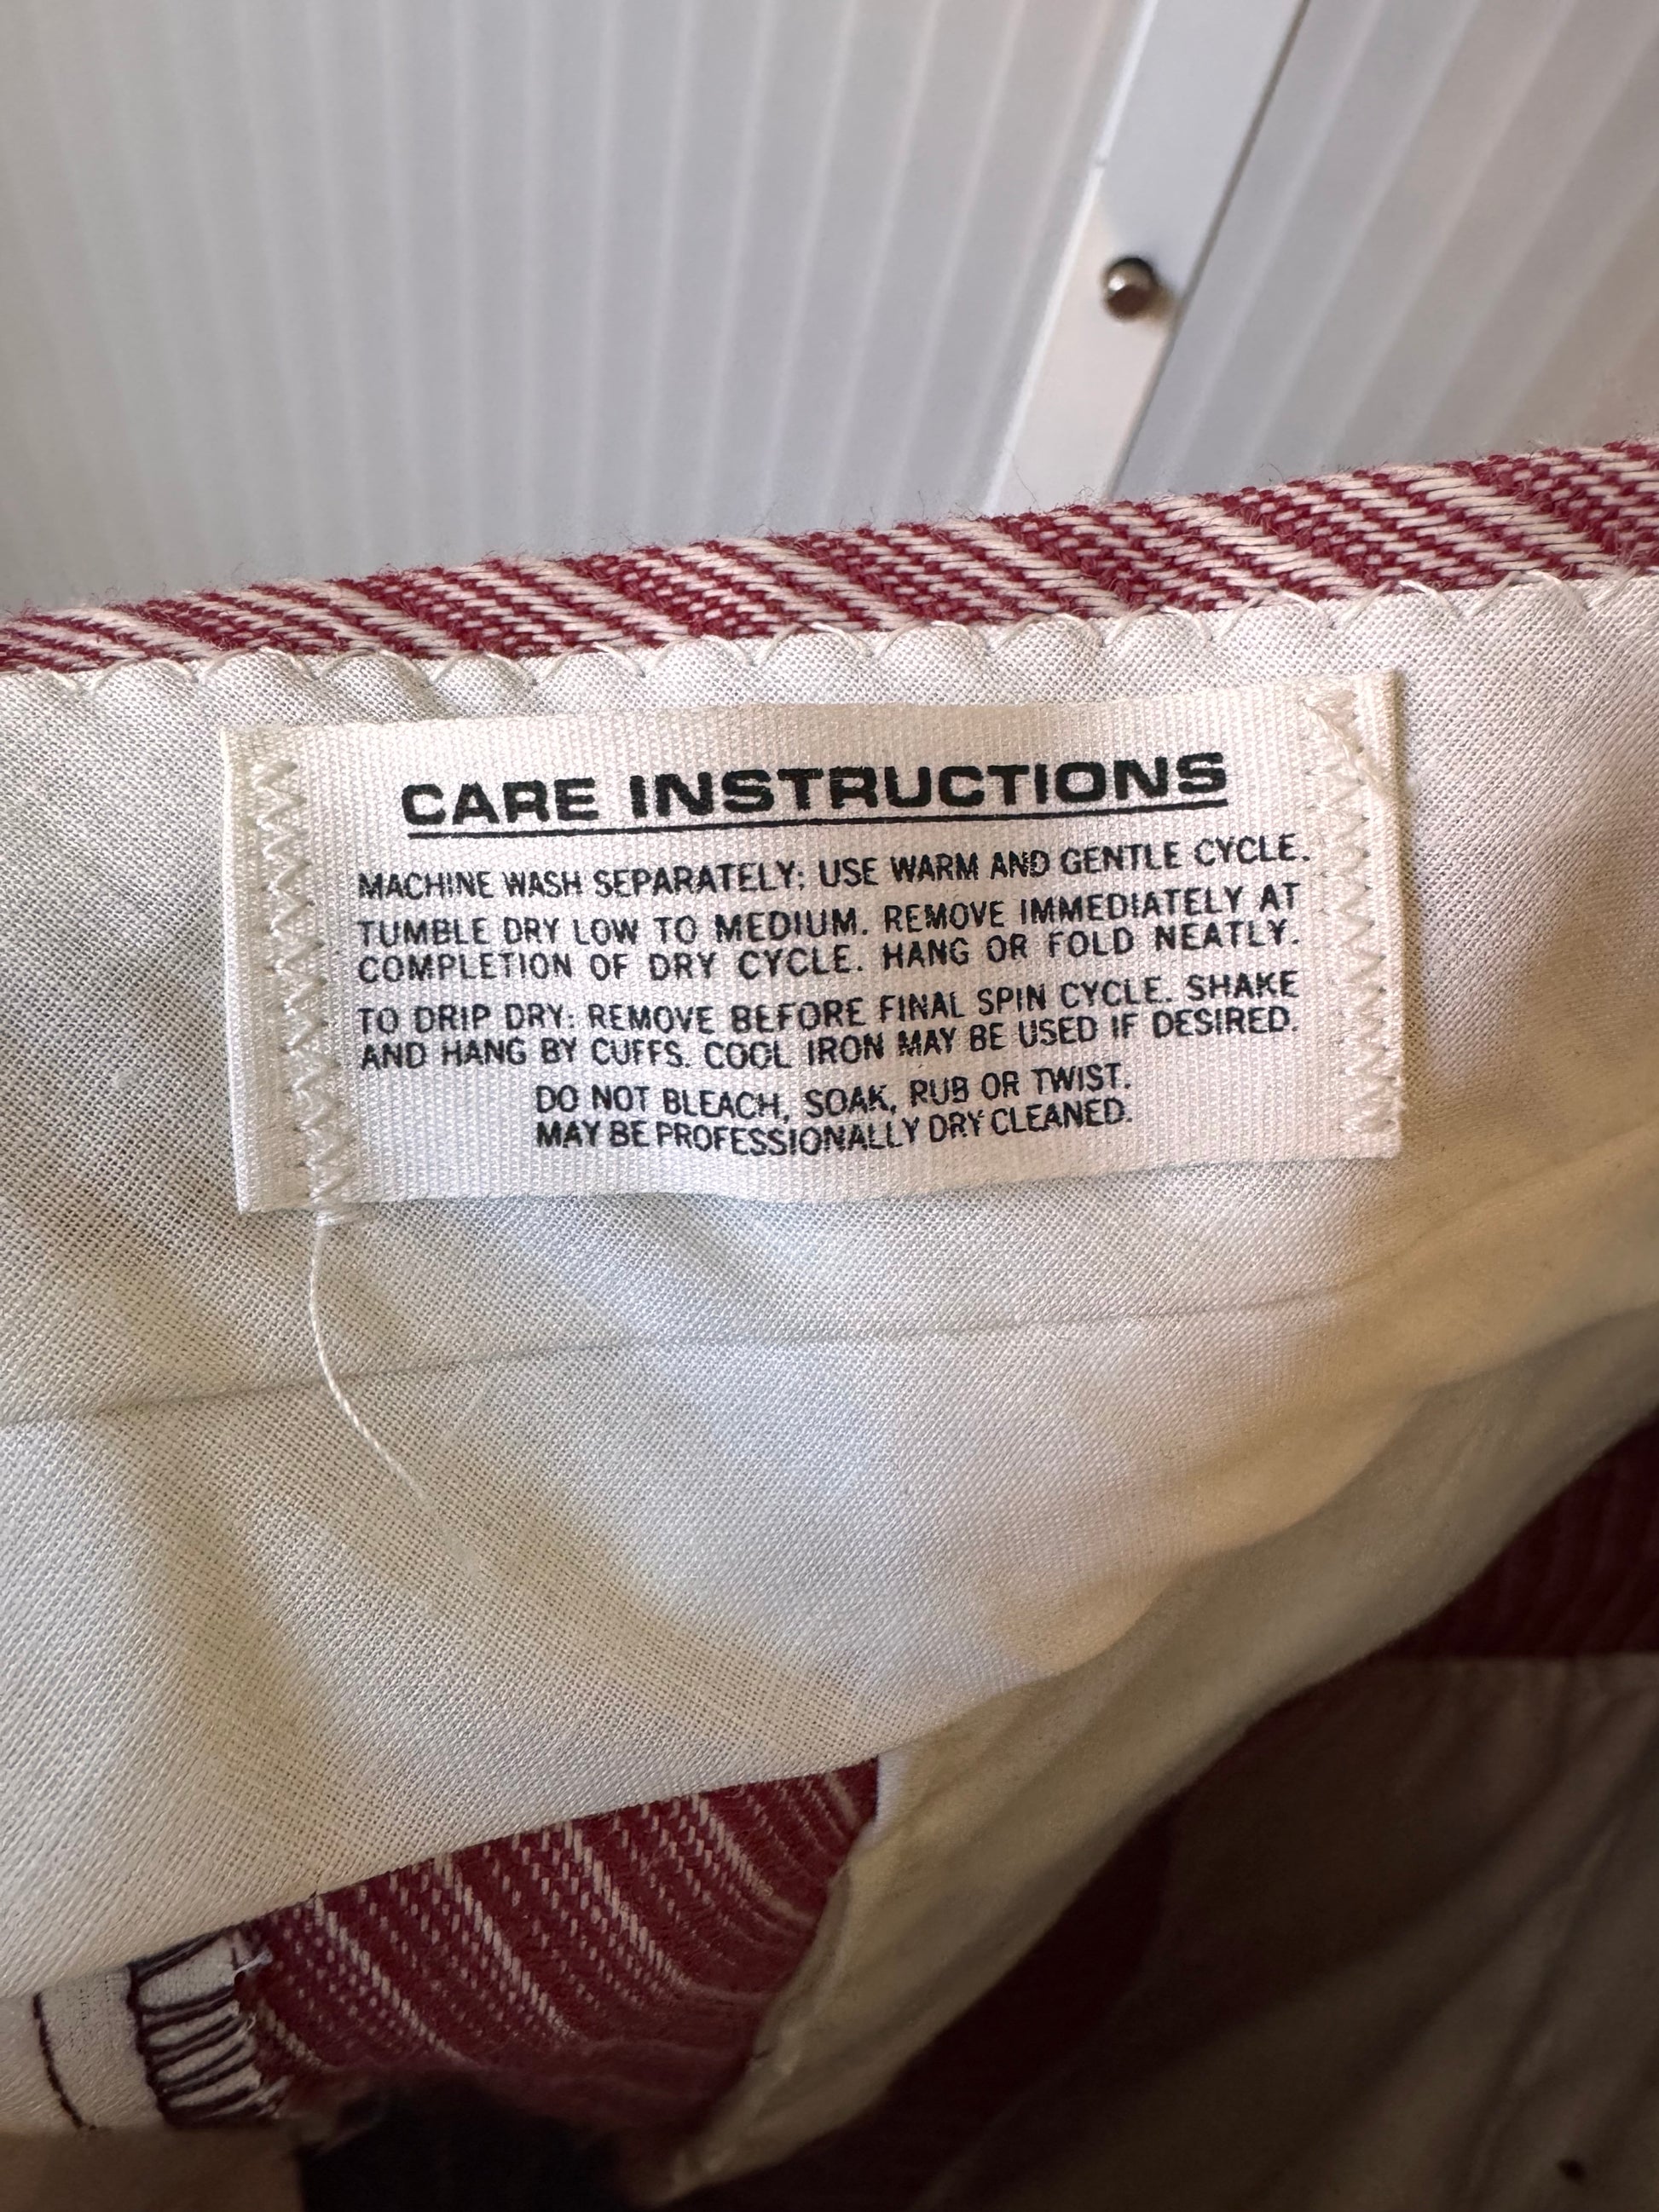 CARE INSTRUCTIONS
MACHINE WASH SEPARATELY; USE WARM AND GENTLE CYCLE.
TUMBLE DRY LOW TO MEDIUM. REMOVE IMMEDIATELY AT
COMPLETION OF DRY CYCLE. HANG OR FOLD NEATLY.
TO DRIP DRY: REMOVE BEFORE FINAL SPIN CYCLE. SHAKE
AND HANG BY CUFFS. COOL IRON MAY BE USED IF DESIRED.
DO NOT BLEACH, SOAK, RUB OR TWIST.
MAY BE PROFESSIONALLY DRY CLEANED.